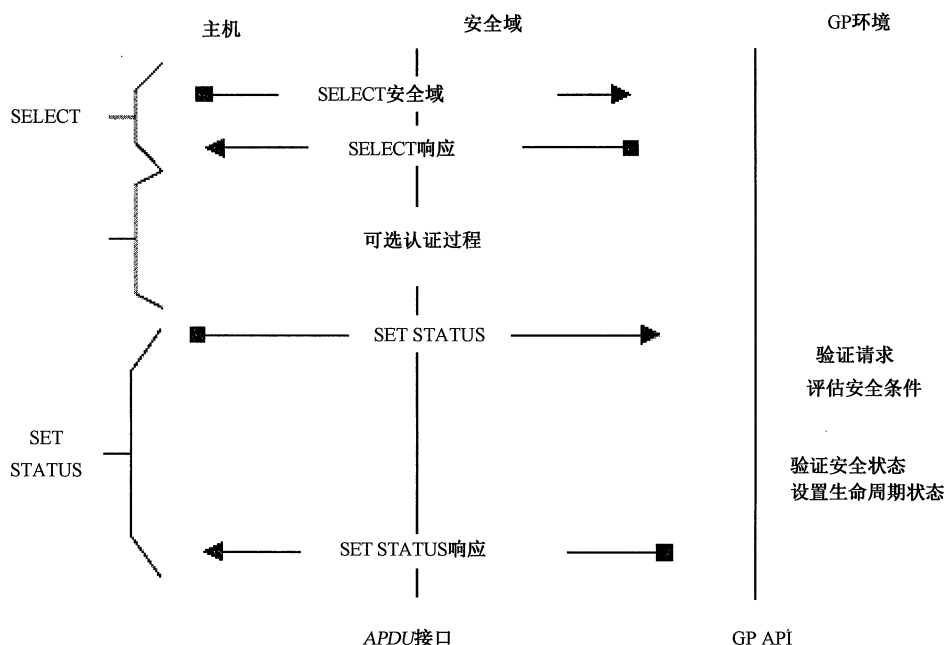 主机
安全域
GP环境
SELECT
SELECT安全域
SELECT响应
可选认证过程
SET STATUS
验证请求
评估安全条件
SET
STATUS
验证安全状态
设置生命周期状态
SET STATUS响应
APDU接口
GP API